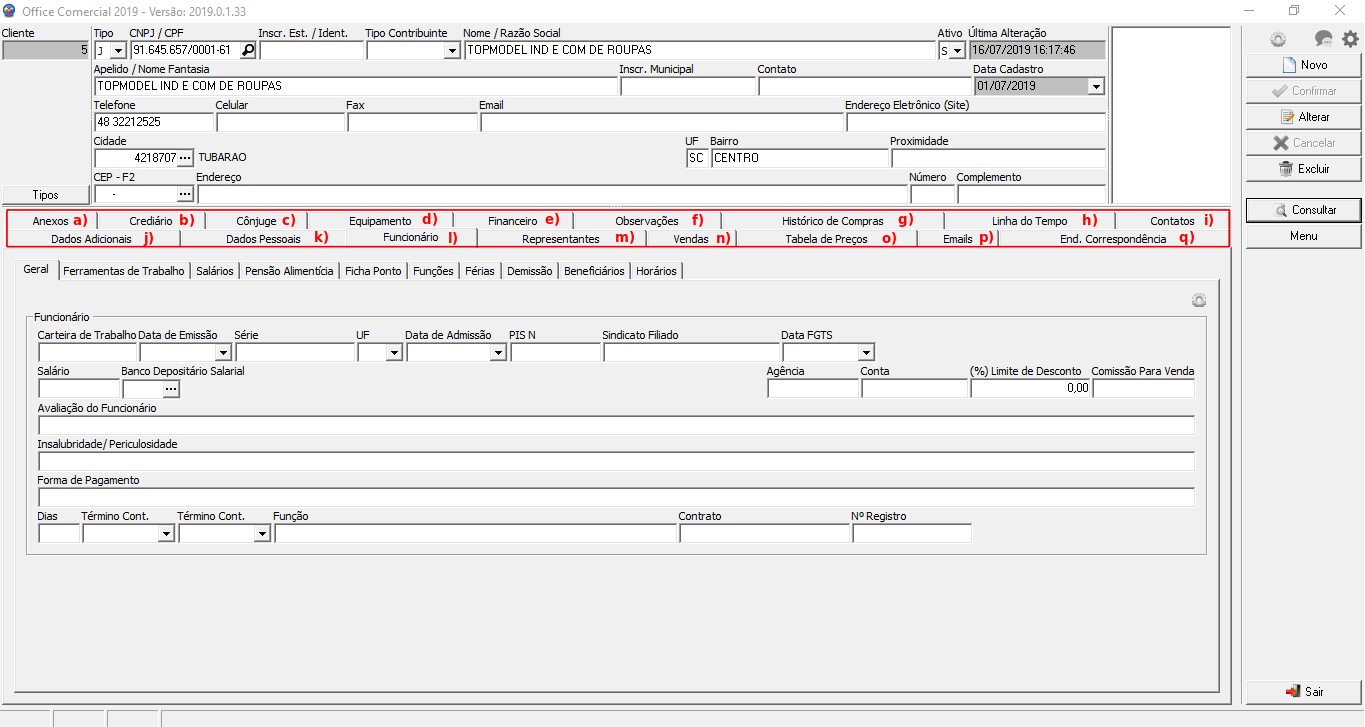 Office Comercial 2019 - Versão: 2019.0.1.33
Cliente Tipo CNPJ / CPF Inscr. Est. / Ident. Tipo Contribuinte Nome / Razão Social Ativo Última Alteração
5 J 91.645.657/0001-61 TOPMODEL IND E COM DE ROUPAS S 16/07/2019 16:17:46
Apelido / Nome Fantasia Inscr. Municipal Contato Data Cadastro
TOPMODEL IND E COM DE ROUPAS 01/07/2019
Telefone Celular Fax Email Endereço Eletrônico (Site)
48 32212525
Cidade UF Bairro Proximidade
4218707 ... TUBARAO SC CENTRO
CEP - F2 Endereço Número Complemento
Tipos - ...
Novo
Confirmar
Alterar
Cancelar
Excluir
Consultar
Menu
Anexos a) Crediário b) Cônjuge c) Equipamento d) Financeiro e) Observações f) Histórico de Compras g) Linha do Tempo h) Contatos i)
Dados Adicionais j) Dados Pessoais k) Funcionário l) Representantes m) Vendas n) Tabela de Preços o) Emails p) End. Correspondência q)
Geral Ferramentas de Trabalho Salários Pensão Alimentícia Ficha Ponto Funções Férias Demissão Beneficiários Horários
Funcionário
Carteira de Trabalho Data de Emissão Série UF Data de Admissão PIS N Sindicato Filiado Data FGTS
Salário Banco Depositário Salarial Agência Conta (%) Limite de Desconto Comissão Para Venda
... 0,00
Avaliação do Funcionário
Insalubridade/ Periculosidade
Forma de Pagamento
Dias Término Cont. Término Cont. Função Contrato Nº Registro
Sair